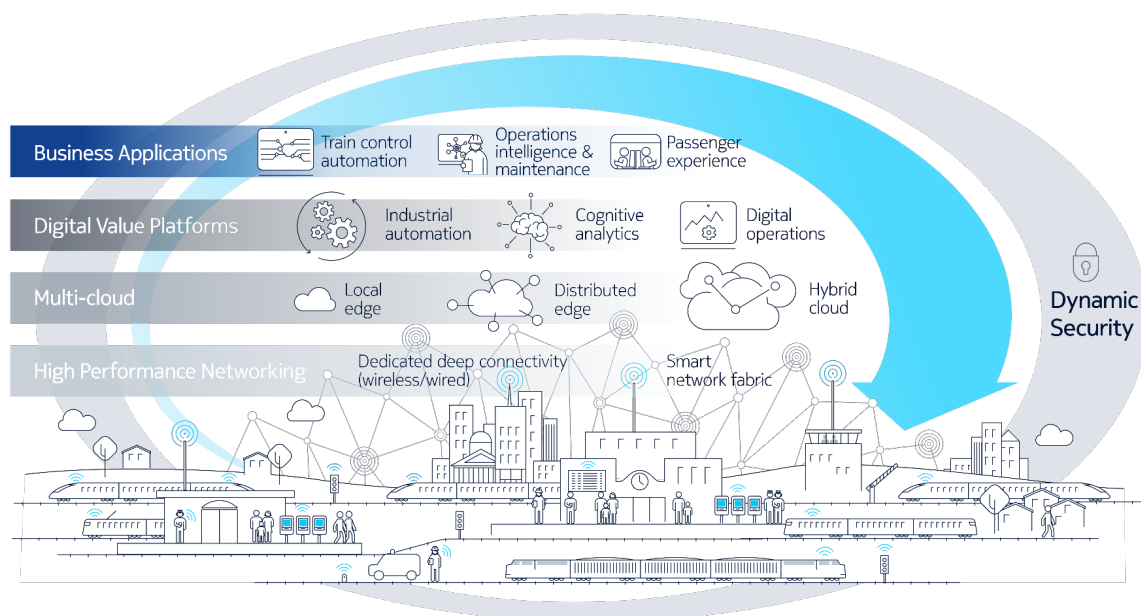 Business Applications
Train control
automation
Operations
intelligence &
maintenance
Passenger
experience
Digital Value Platforms
Industrial
automation
Cognitive
analytics
Digital
operations
Multi-cloud
Local
edge
Distributed
edge
Hybrid
cloud
Dynamic
Security
High Performance Networking
Dedicated deep connectivity
(wireless/wired)
Smart
network fabric